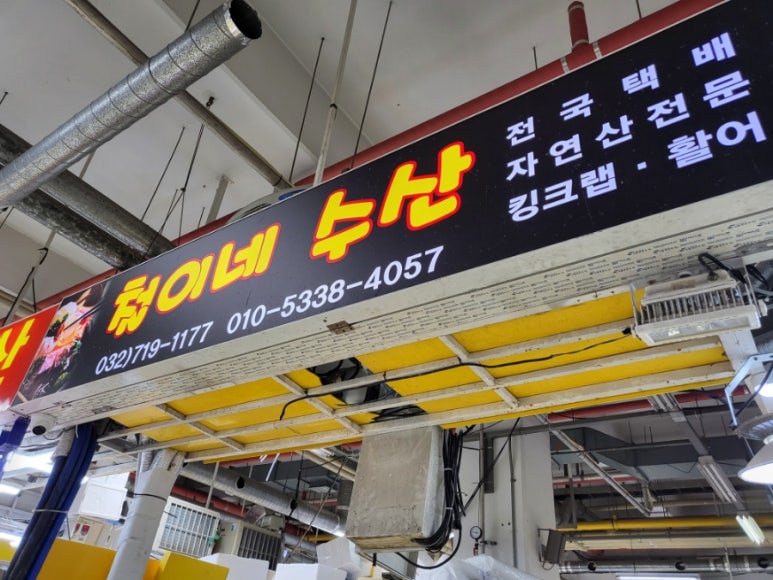 철이네 수산
032)719-1177 010-5338-4057
전국택배
자연산전문
킹크랩·활어
산